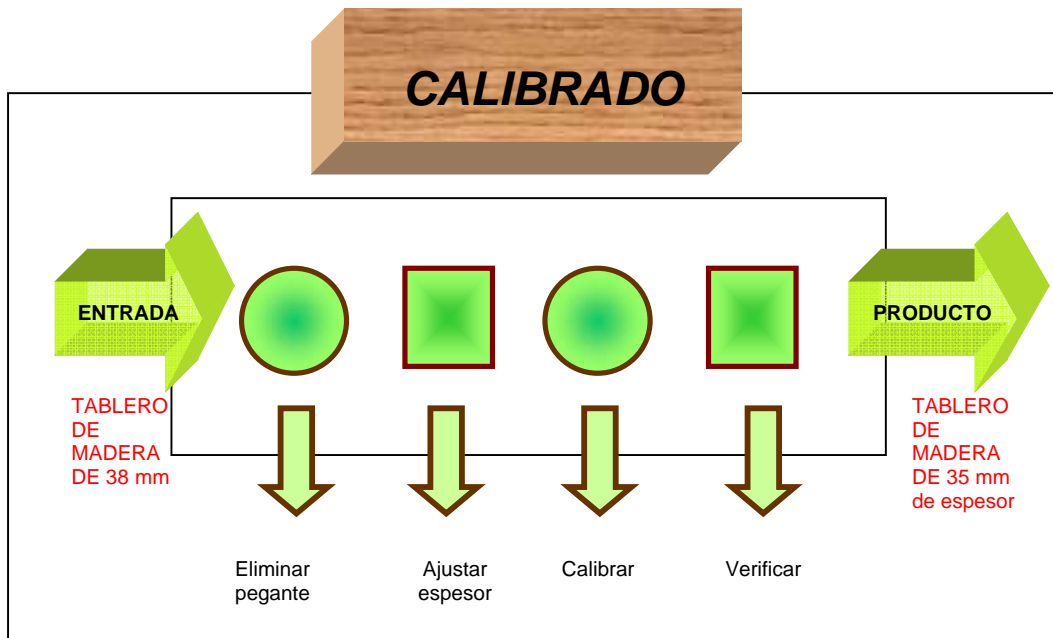 CALIBRADO
ENTRADA
PRODUCTO
TABLERO
DE
MADERA
DE 38 mm
TABLERO
DE
MADERA
DE 35 mm
de espesor
Eliminar
pegante
Ajustar
espesor
Calibrar
Verificar